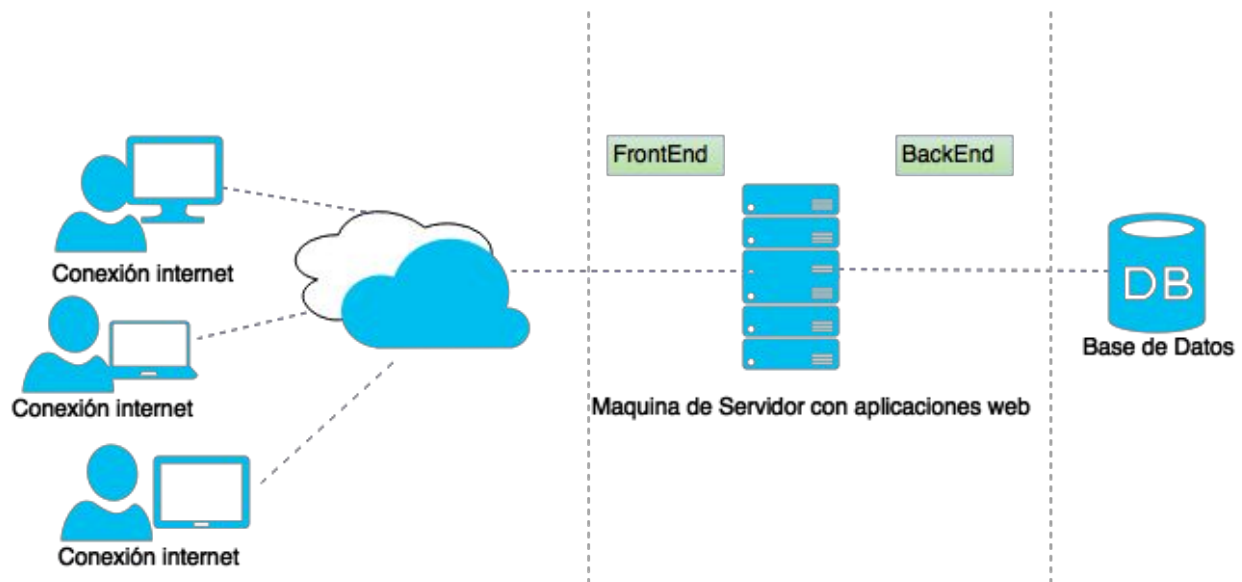 FrontEnd
BackEnd
Conexión internet
DB
Base de Datos
Conexión internet
Maquina de Servidor con aplicaciones web
Conexión internet